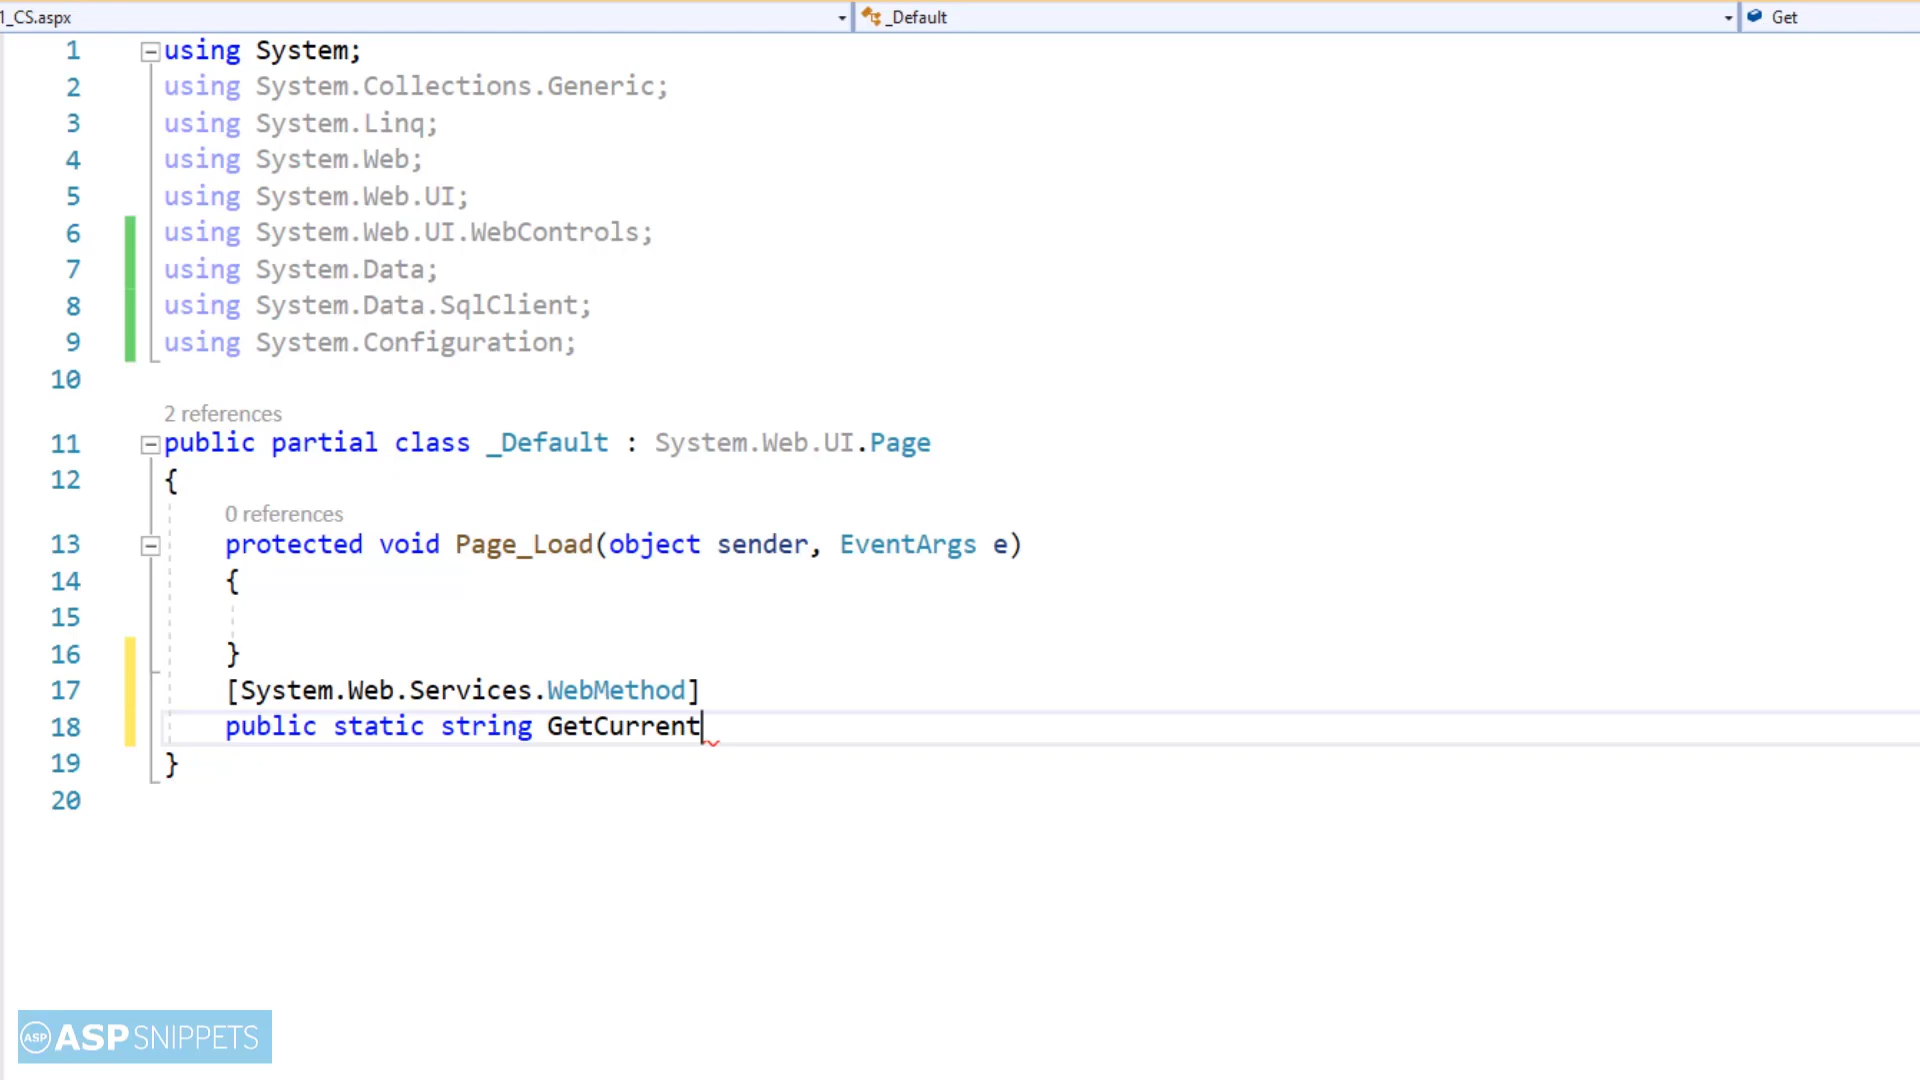 1_CS.aspx _Default Get
1 using System;
2 using System.Collections.Generic;
3 using System.Linq;
4 using System.Web;
5 using System.Web.UI;
6 using System.Web.UI.WebControls;
7 using System.Data;
8 using System.Data.SqlClient;
9 using System.Configuration;
10
2 references
11 public partial class _Default : System.Web.UI.Page
12 {
0 references
13 protected void Page_Load(object sender, EventArgs e)
14 {
15
16 }
17 [System.Web.Services.WebMethod]
18 public static string GetCurrent
19 }
20
ASP ASPSNIPPETS